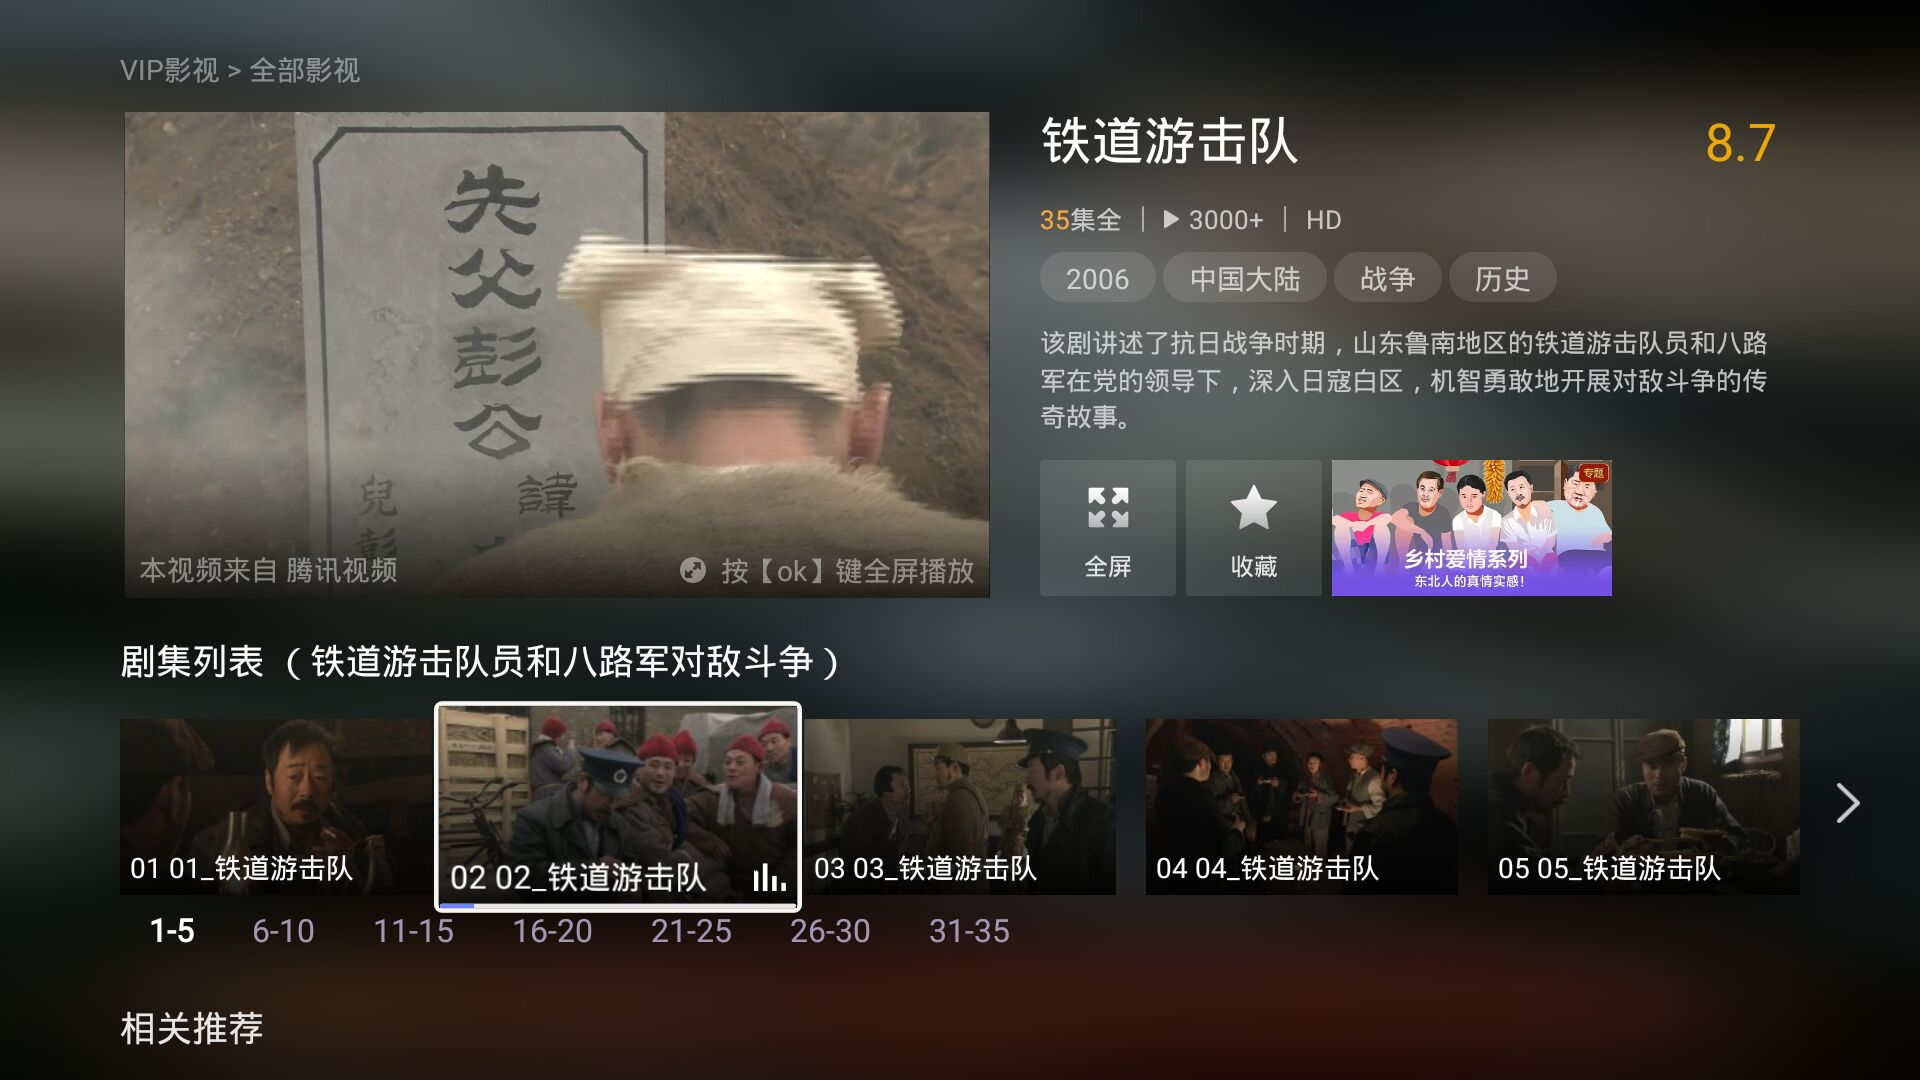 VIP影视 > 全部影视
先父彭公
諱
兒彭
本视频来自 腾讯视频
按【ok】键全屏播放
铁道游击队
8.7
35集全 | 3000+ | HD
2006 中国大陆 战争 历史
该剧讲述了抗日战争时期，山东鲁南地区的铁道游击队员和八路
军在党的领导下，深入日寇白区，机智勇敢地开展对敌斗争的传
奇故事。
全屏
收藏
专题
乡村爱情系列
东北人的真情实感！
剧集列表 （铁道游击队员和八路军对敌斗争）
01 01_铁道游击队
02 02_铁道游击队
03 03_铁道游击队
04 04_铁道游击队
05 05_铁道游击队
1-5 6-10 11-15 16-20 21-25 26-30 31-35
相关推荐